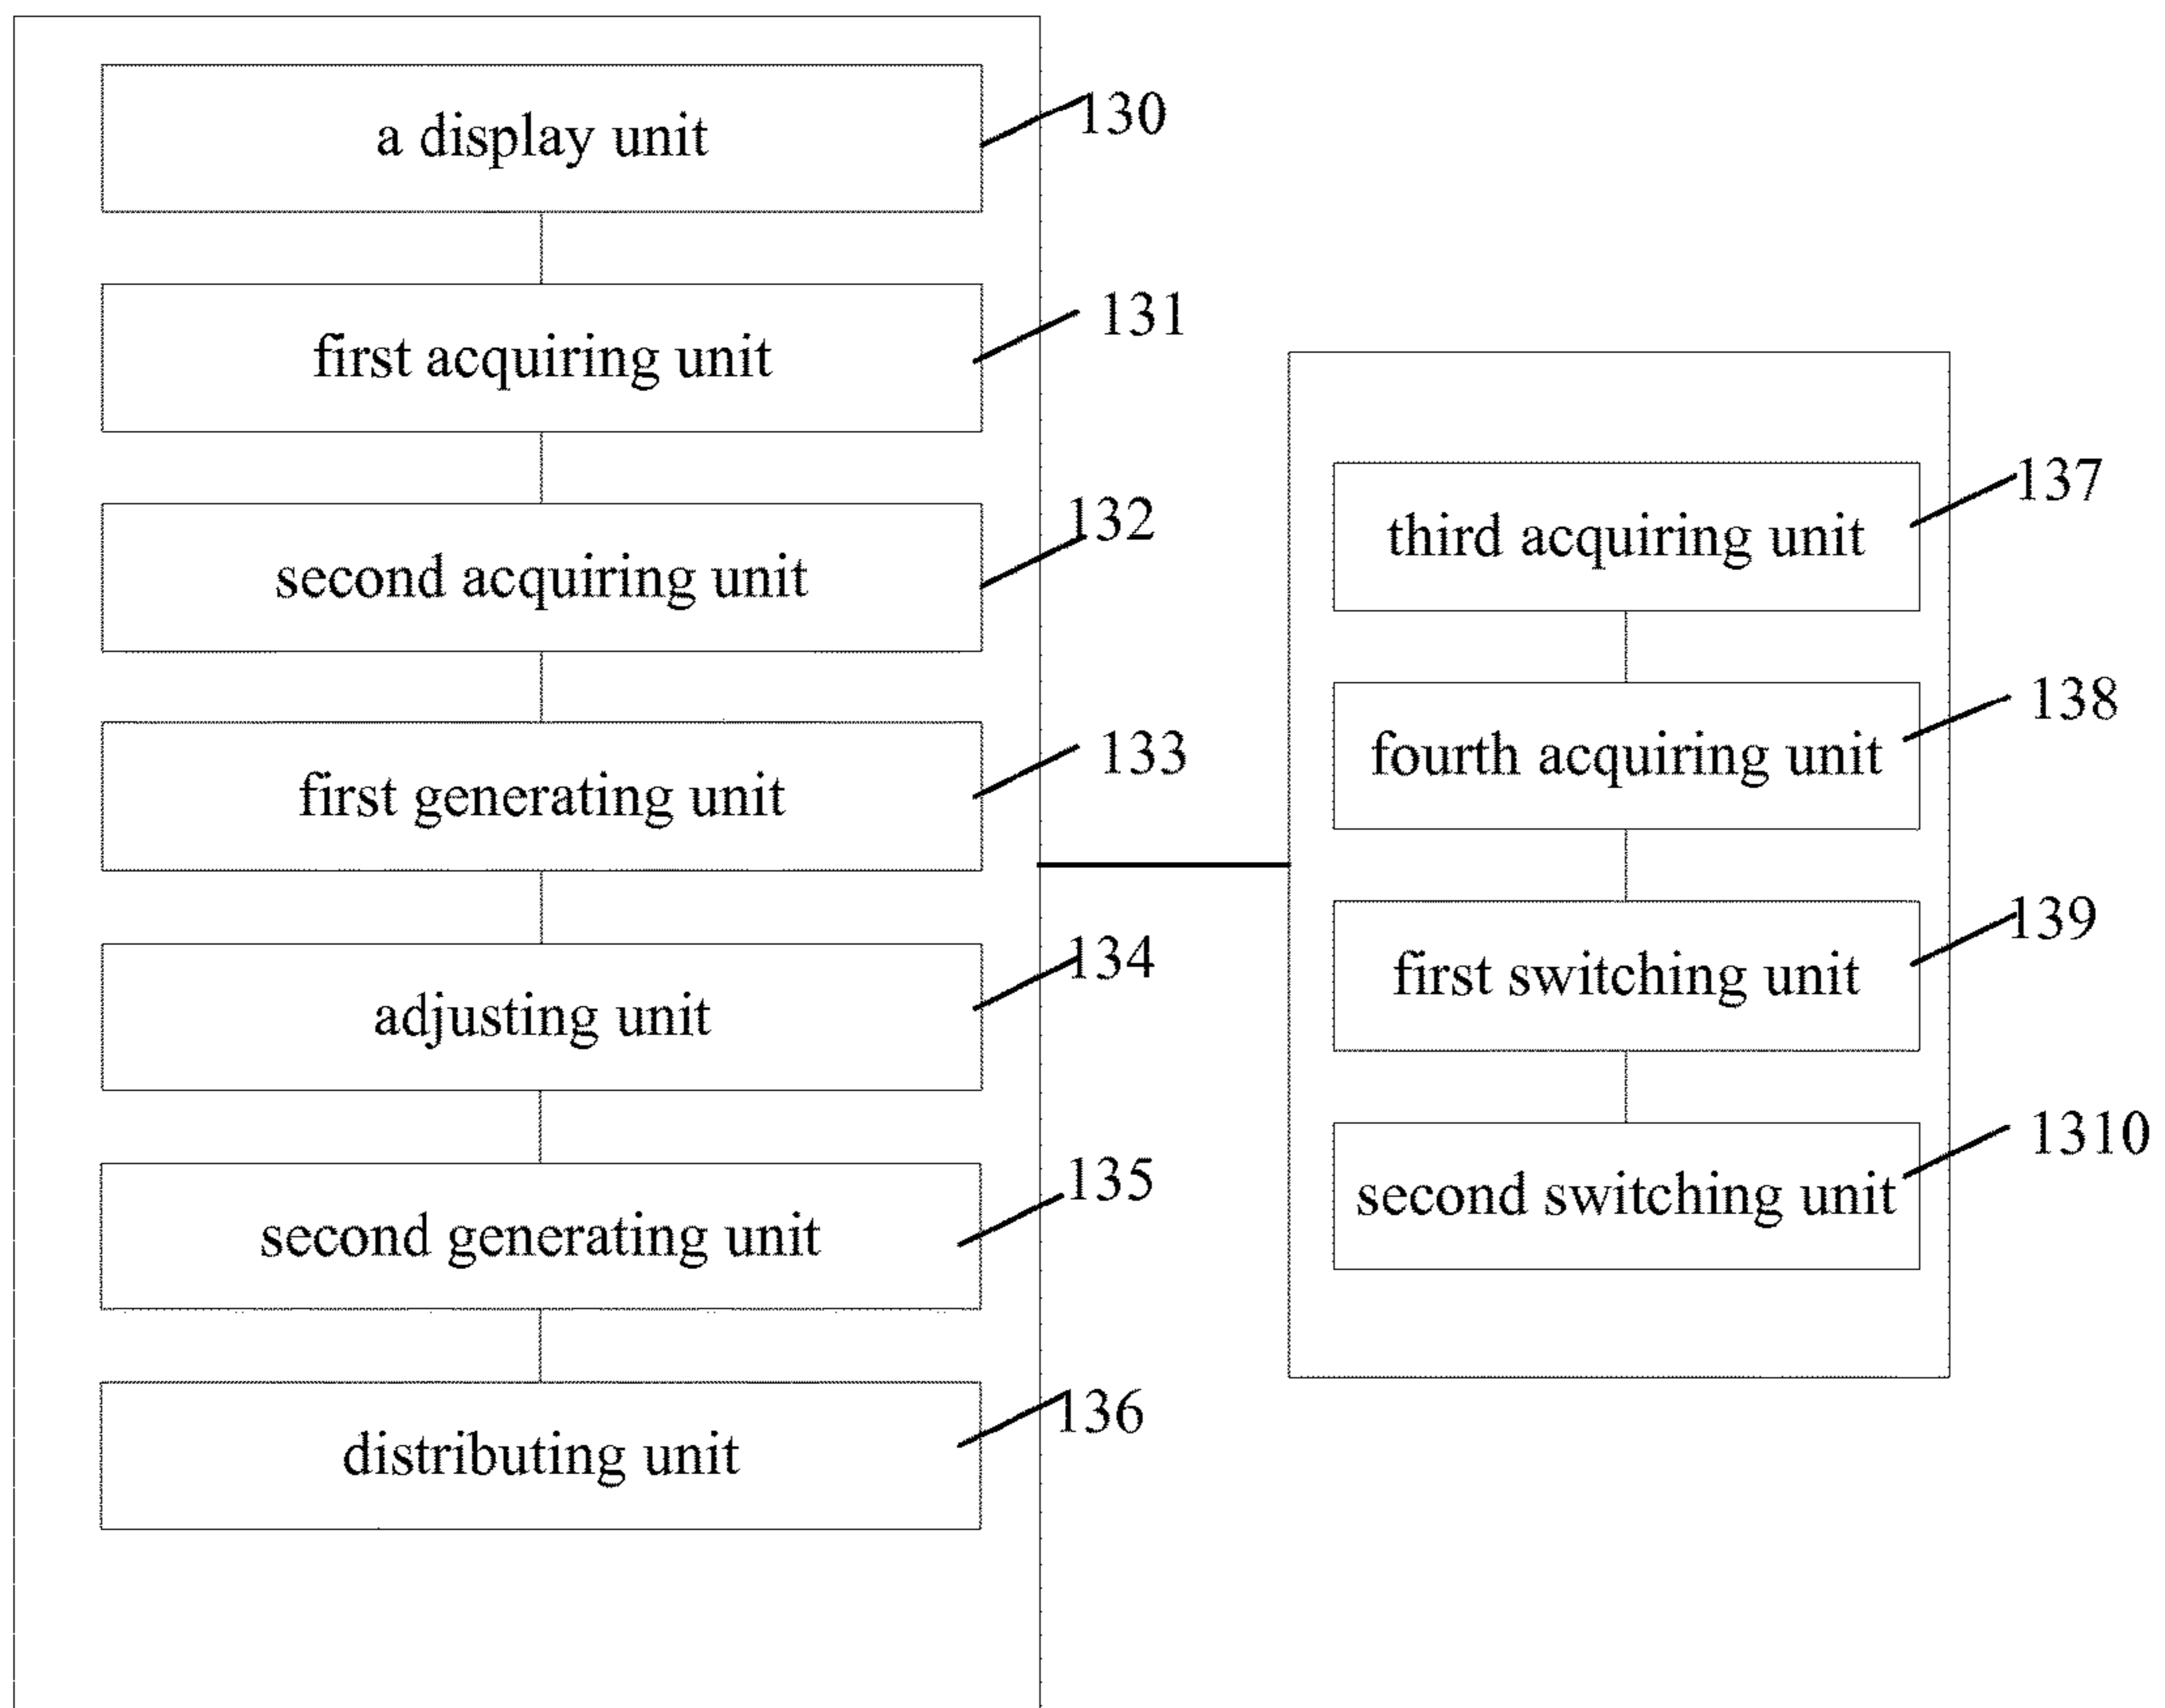 a display unit
130
first acquiring unit
131
second acquiring unit
132
first generating unit
133
adjusting unit
134
second generating unit
135
distributing unit
136
third acquiring unit
137
fourth acquiring unit
138
first switching unit
139
second switching unit
1310